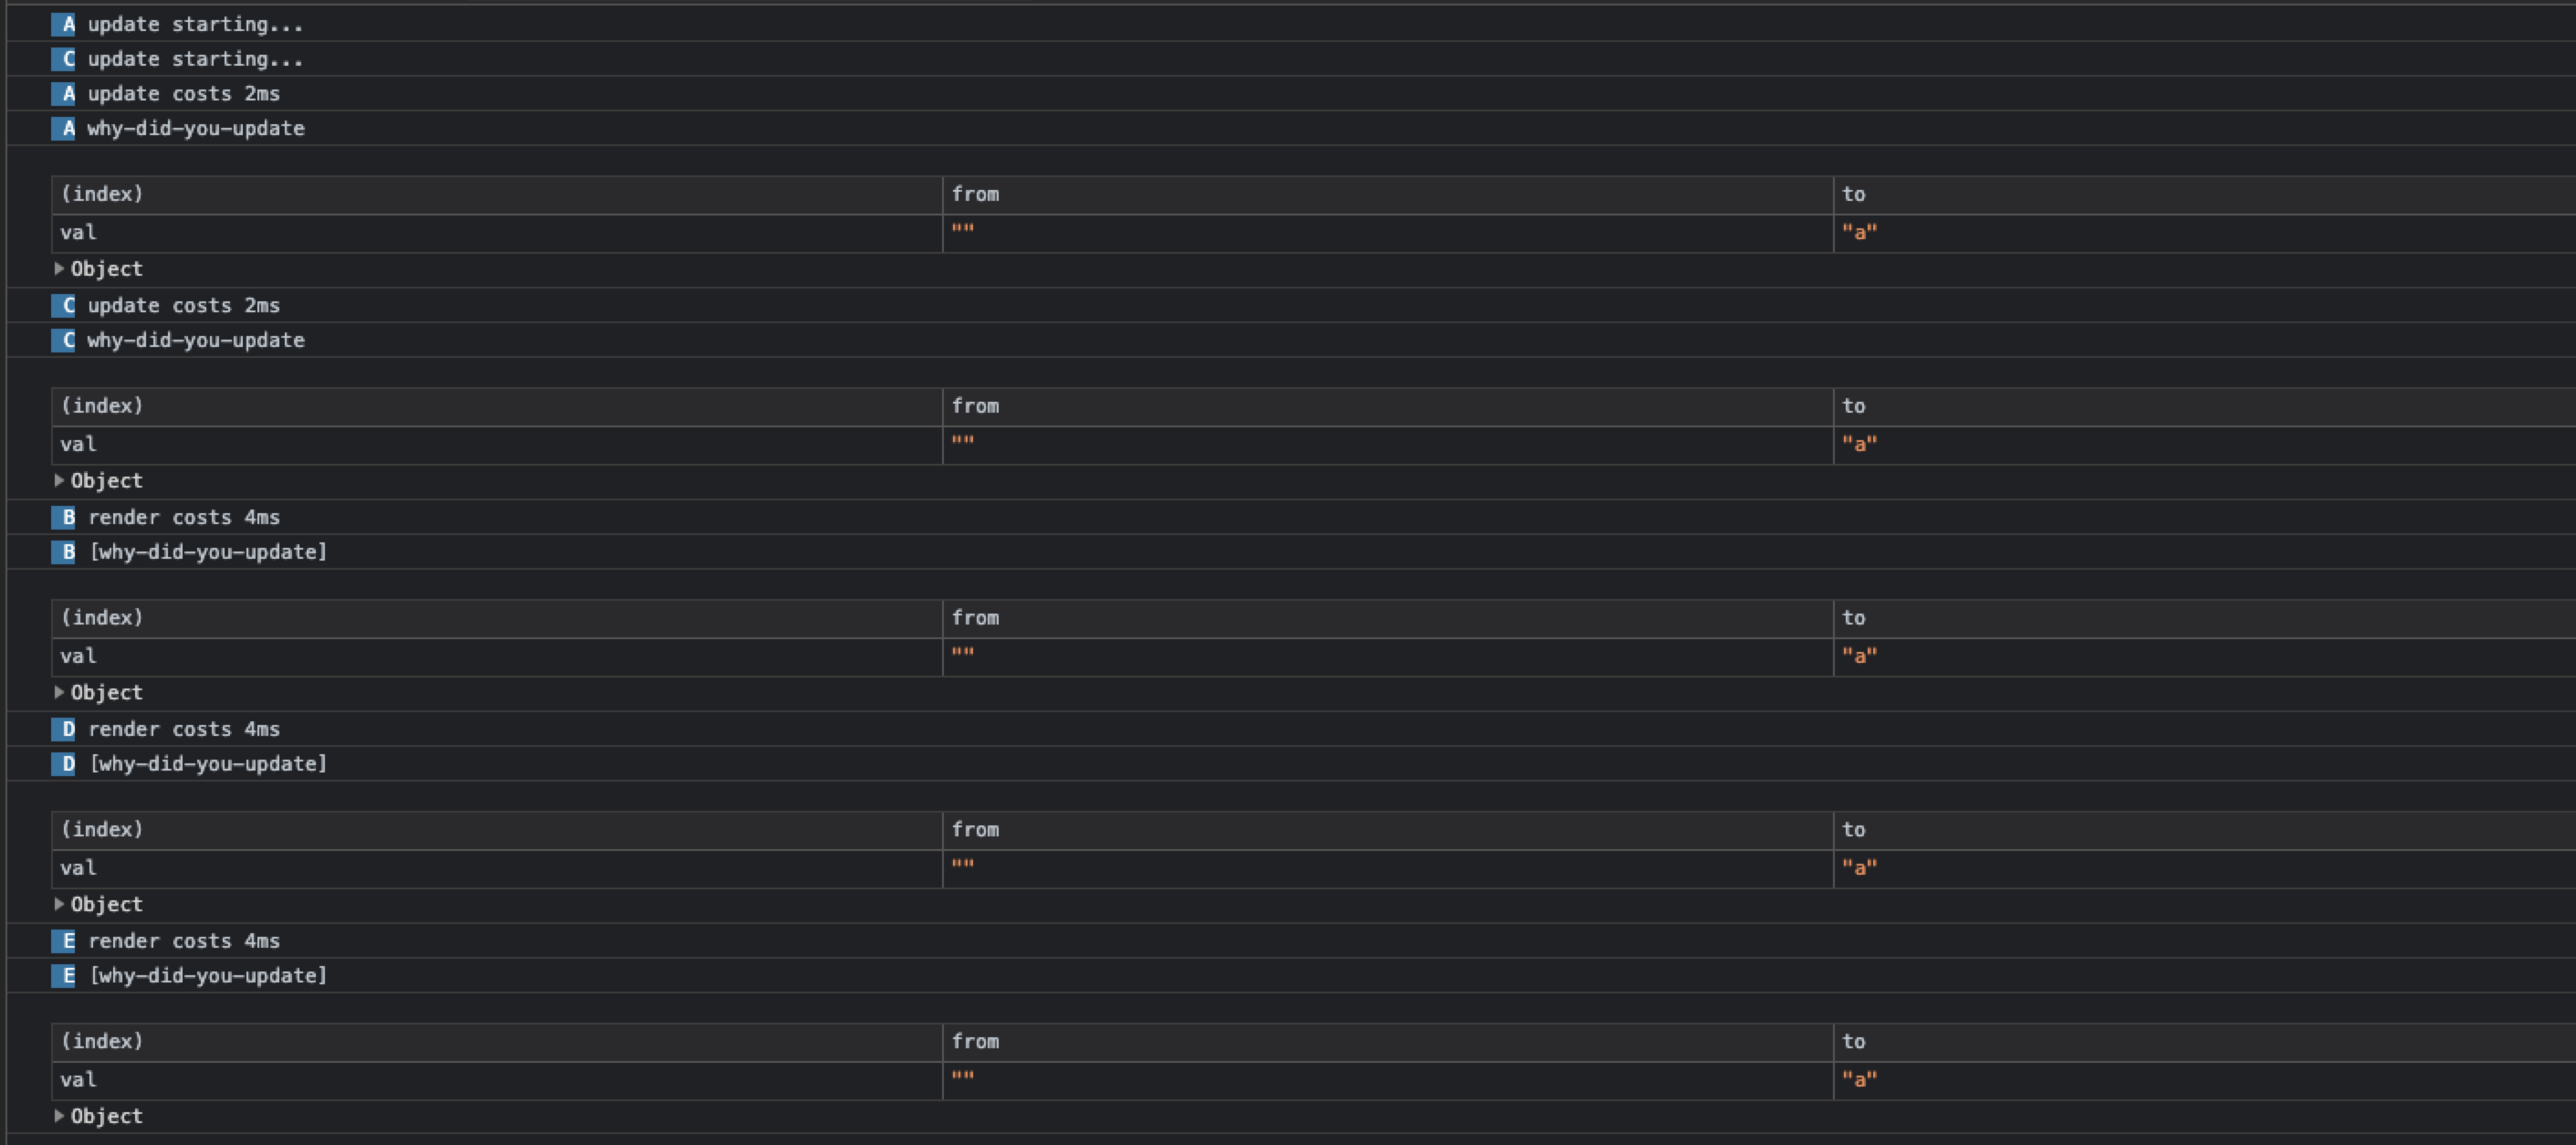 A update starting...
C update starting...
A update costs 2ms
A why-did-you-update
(index) from to
val "" "a"
Object
C update costs 2ms
C why-did-you-update
(index) from to
val "" "a"
Object
B render costs 4ms
B [why-did-you-update]
(index) from to
val "" "a"
Object
D render costs 4ms
D [why-did-you-update]
(index) from to
val "" "a"
Object
E render costs 4ms
E [why-did-you-update]
(index) from to
val "" "a"
Object